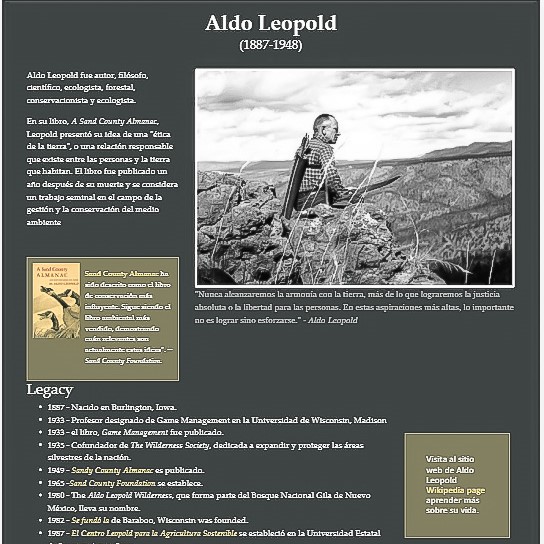 Aldo Leopold
(1887-1948)
Aldo Leopold fue autor, filósofo,
científico, ecologista, forestal,
conservacionista y ecologista.
En su libro, A Sand County Almanac,
Leopold presentó su idea de una "ética
de la tierra", o una relación responsable
que existe entre las personas y la tierra
que habitan. El libro fue publicado un
año después de su muerte y se considera
un trabajo seminal en el campo de la
gestión y la conservación del medio
ambiente
"Nunca alcanzaremos la armonía con la tierra, más de lo que lograremos la justicia
absoluta o la libertad para las personas. En estas aspiraciones más altas, lo importante
no es lograr sino esforzarse." - Aldo Leopold
A Sand County
ALMANAC
Sand County Almanac ha
sido descrito como el libro
de conservación más
influyente. Sigue siendo el
libro ambiental más
vendido, demostrando
cuán relevantes son
actualmente estas ideas". —
Sand County Foundation.
Legacy
• 1887 - Nacido en Burlington, Iowa.
• 1933 - Profesor designado de Game Management en la Universidad de Wisconsin, Madison
• 1933 - el libro, Game Management fue publicado.
• 1935 - Cofundador de The Wilderness Society, dedicada a expandir y proteger las áreas
silvestres de la nación.
• 1949 - Sandy County Almanac es publicado.
• 1965 -Sand County Foundation se establece.
• 1980 - The Aldo Leopold Wilderness, que forma parte del Bosque Nacional Gila de Nuevo
México, lleva su nombre.
• 1982 - Se fundó la de Baraboo, Wisconsin was founded.
• 1987 - El Centro Leopold para la Agricultura Sostenible se estableció en la Universidad Estatal
Visita al sitio
web de Aldo
Leopold
Wikipedia page
aprender más
sobre su vida.